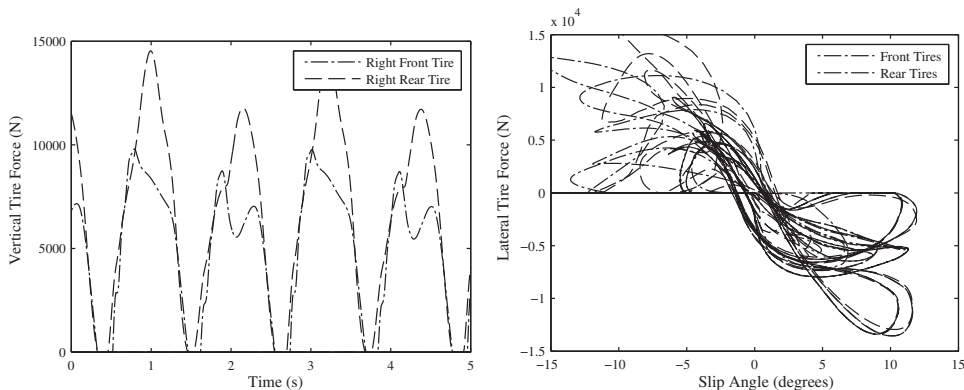 15000
10000
5000
0
Vertical Tire Force (N)
Right Front Tire
Right Rear Tire
0 1 2 3 4 5
Time (s)
x 10^4
1.5
1
0.5
0
−0.5
−1
−1.5
Lateral Tire Force (N)
Front Tires
Rear Tires
−15 −10 −5 0 5 10 15
Slip Angle (degrees)